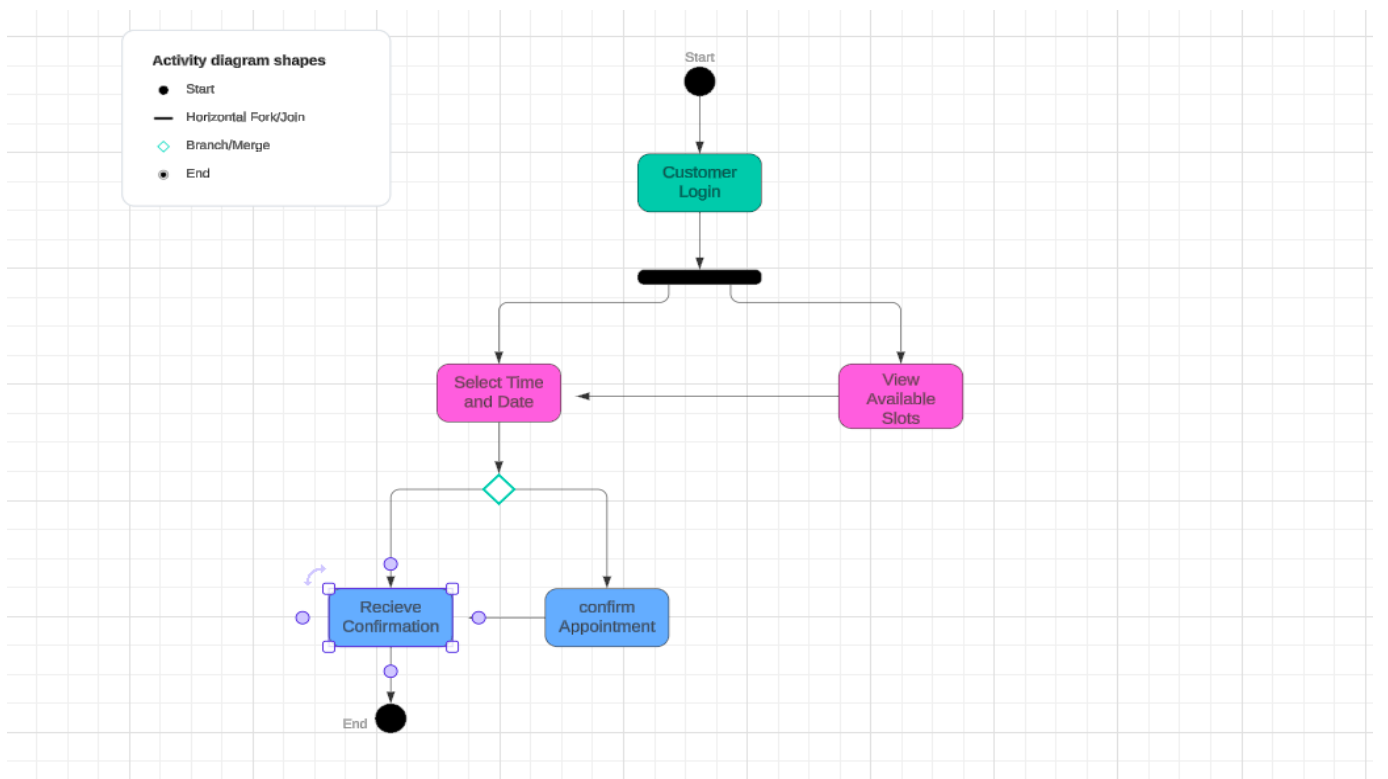 Activity diagram shapes
Start
Horizontal Fork/Join
Branch/Merge
End
Start
Customer
Login
Select Time
and Date
View
Available
Slots
Recieve
Confirmation
confirm
Appointment
End